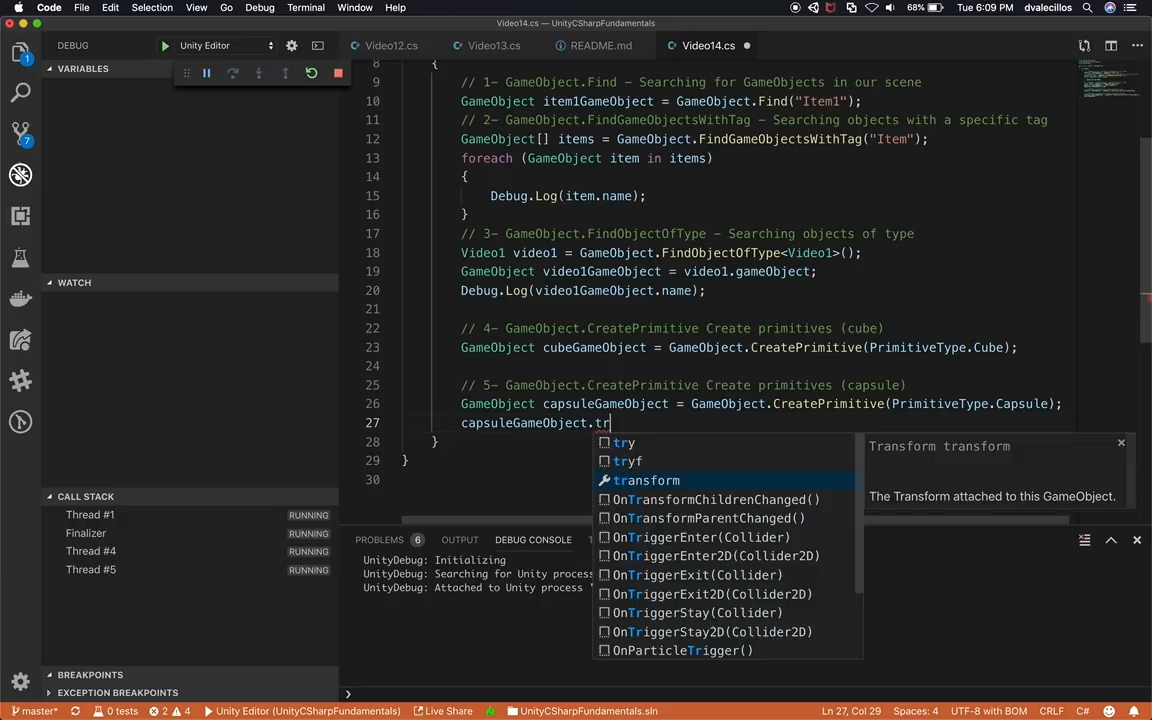 Code File Edit Selection View Go Debug Terminal Window Help
68% Tue 6:09 PM dvalecillos
Video14.cs — UnityCSharpFundamentals
DEBUG Unity Editor
Video12.cs Video13.cs README.md Video14.cs
VARIABLES
WATCH
CALL STACK
Thread #1 RUNNING
Finalizer RUNNING
Thread #4 RUNNING
Thread #5 RUNNING
BREAKPOINTS
EXCEPTION BREAKPOINTS
1
7
8 {
9 // 1- GameObject.Find - Searching for GameObjects in our scene
10 GameObject item1GameObject = GameObject.Find("Item1");
11 // 2- GameObject.FindGameObjectsWithTag - Searching objects with a specific tag
12 GameObject[] items = GameObject.FindGameObjectsWithTag("Item");
13 foreach (GameObject item in items)
14 {
15 Debug.Log(item.name);
16 }
17 // 3- GameObject.FindObjectOfType - Searching objects of type
18 Video1 video1 = GameObject.FindObjectOfType<Video1>();
19 GameObject video1GameObject = video1.gameObject;
20 Debug.Log(video1GameObject.name);
21
22 // 4- GameObject.CreatePrimitive Create primitives (cube)
23 GameObject cubeGameObject = GameObject.CreatePrimitive(PrimitiveType.Cube);
24
25 // 5- GameObject.CreatePrimitive Create primitives (capsule)
26 GameObject capsuleGameObject = GameObject.CreatePrimitive(PrimitiveType.Capsule);
27 capsuleGameObject.tr
28 }
29 }
30
try
tryf
transform
OnTransformChildrenChanged()
OnTransformParentChanged()
OnTriggerEnter(Collider)
OnTriggerEnter2D(Collider2D)
OnTriggerExit(Collider)
OnTriggerExit2D(Collider2D)
OnTriggerStay(Collider)
OnTriggerStay2D(Collider2D)
OnParticleTrigger()
Transform transform
The Transform attached to this GameObject.
PROBLEMS 6 OUTPUT DEBUG CONSOLE
UnityDebug: Initializing
UnityDebug: Searching for Unity process
UnityDebug: Attached to Unity process '
master* 0 tests 2 4 Unity Editor (UnityCSharpFundamentals) Live Share UnityCSharpFundamentals.sln Ln 27, Col 29 Spaces: 4 UTF-8 with BOM CRLF C#